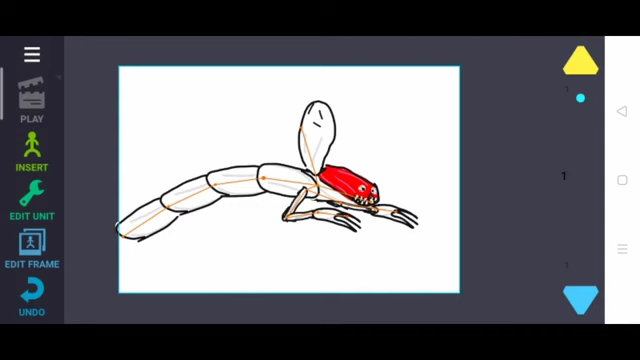 PLAY
INSERT
EDIT UNIT
EDIT FRAME
UNDO
1
1
1